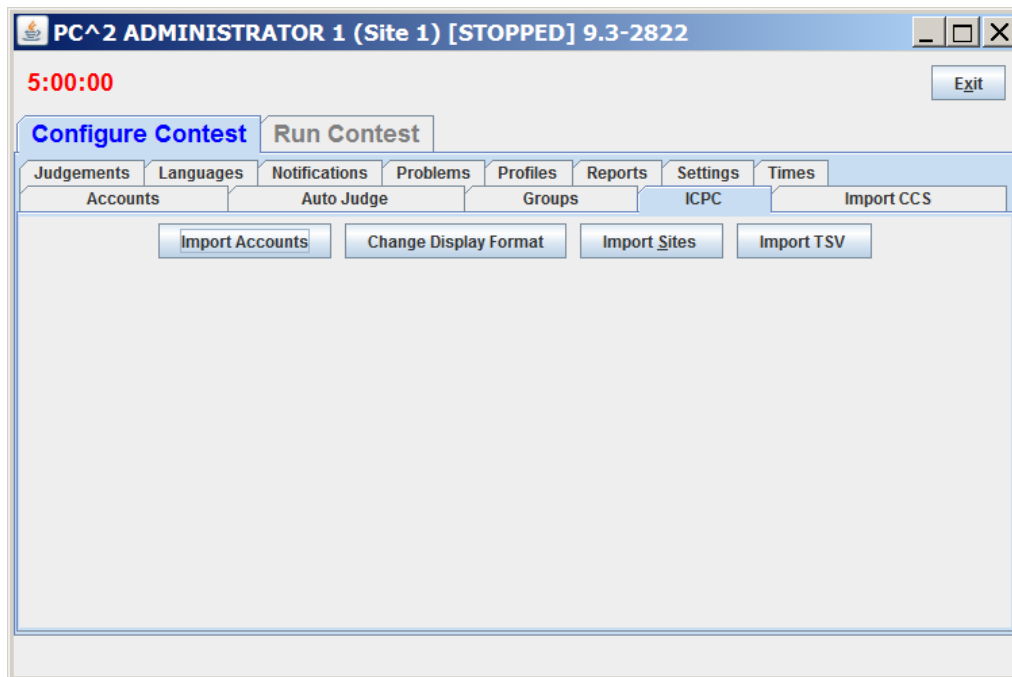 PC^2 ADMINISTRATOR 1 (Site 1) [STOPPED] 9.3-2822
5:00:00 Exit
Configure Contest Run Contest
Judgements Languages Notifications Problems Profiles Reports Settings Times
Accounts Auto Judge Groups ICPC Import CCS
Import Accounts Change Display Format Import Sites Import TSV